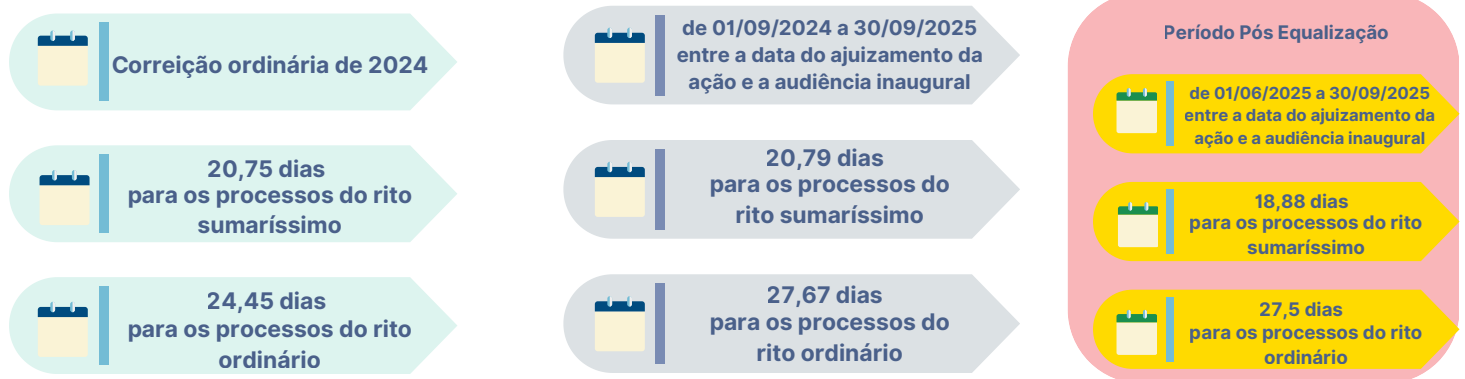 Correição ordinária de 2024
20,75 dias
para os processos do rito
sumaríssimo
24,45 dias
para os processos do rito
ordinário
de 01/09/2024 a 30/09/2025
entre a data do ajuizamento da
ação e a audiência inaugural
20,79 dias
para os processos do
rito sumaríssimo
27,67 dias
para os processos do
rito ordinário
Período Pós Equalização
de 01/06/2025 a 30/09/2025
entre a data do ajuizamento da
ação e a audiência inaugural
18,88 dias
para os processos do rito
sumaríssimo
27,5 dias
para os processos do rito
ordinário